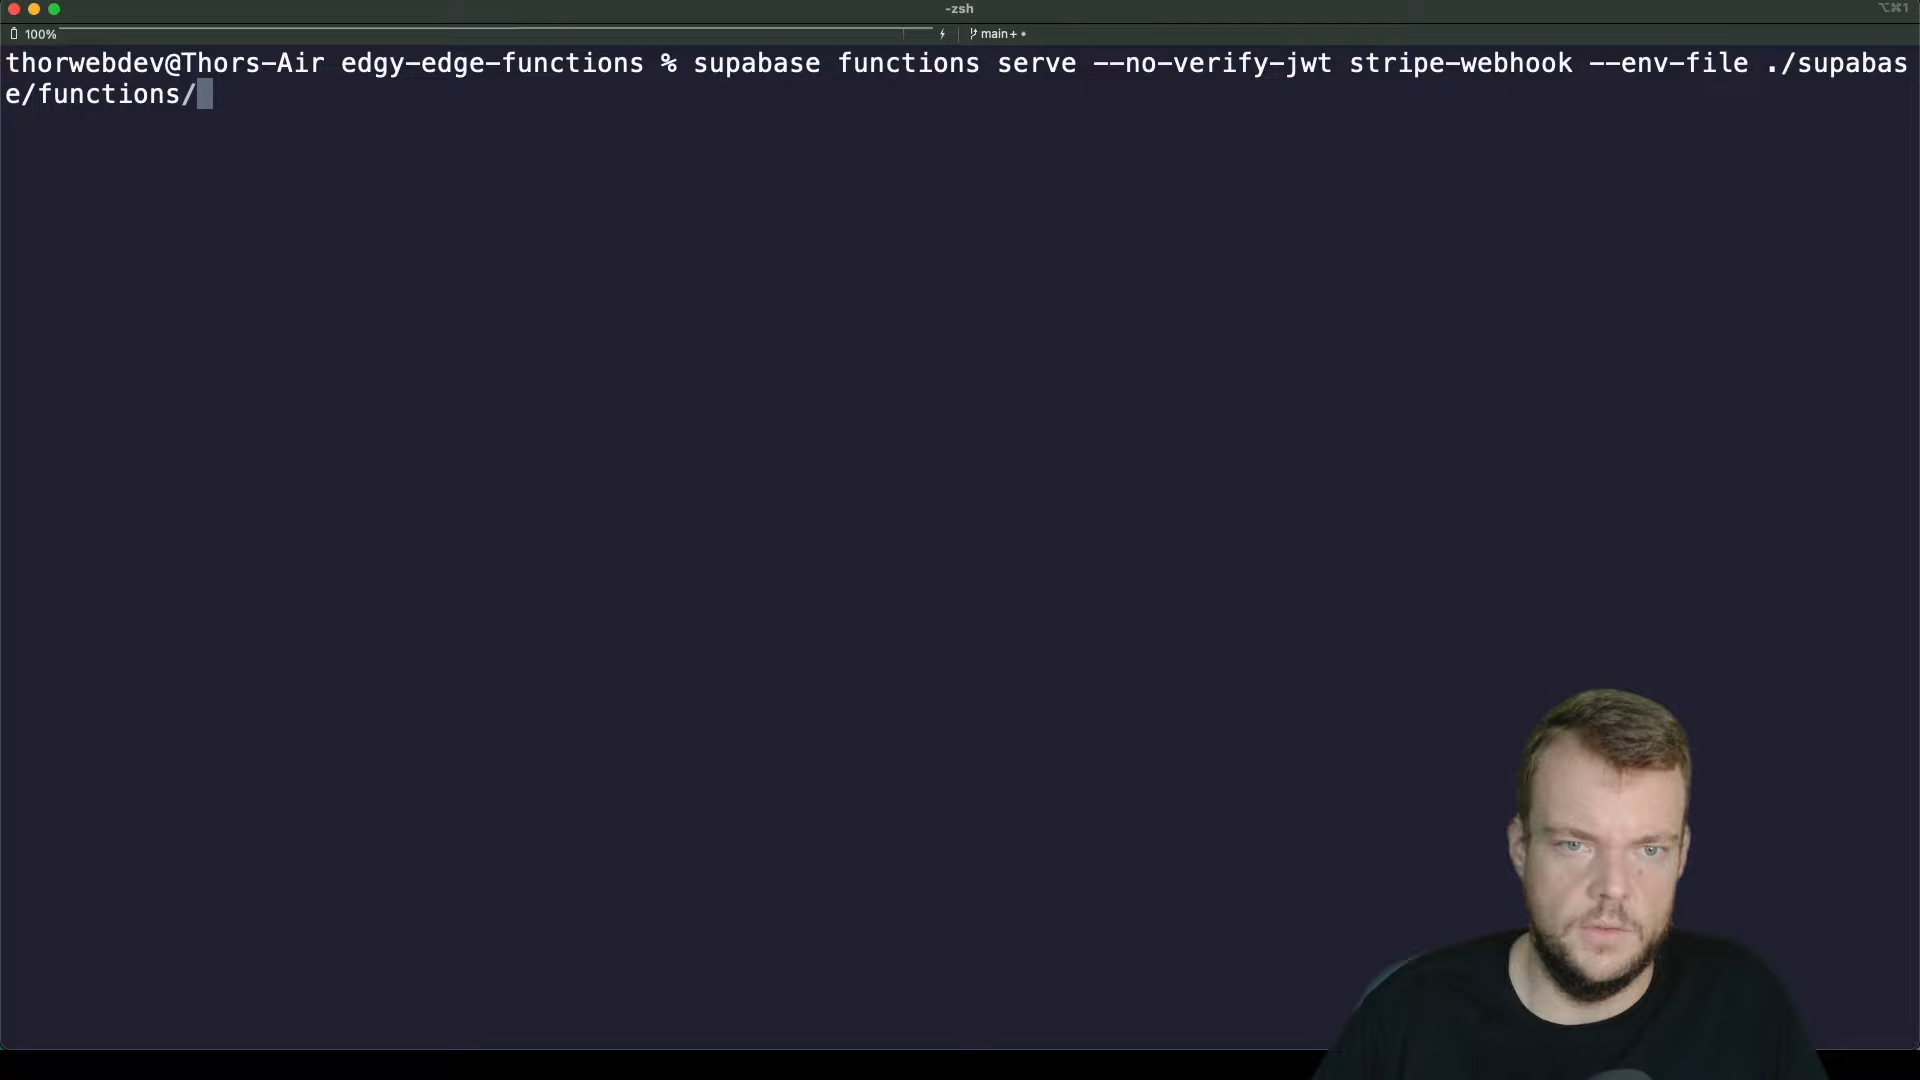 -zsh
⌥⌘1
100%
main+ •
thorwebdev@Thors-Air edgy-edge-functions % supabase functions serve --no-verify-jwt stripe-webhook --env-file ./supabas
e/functions/